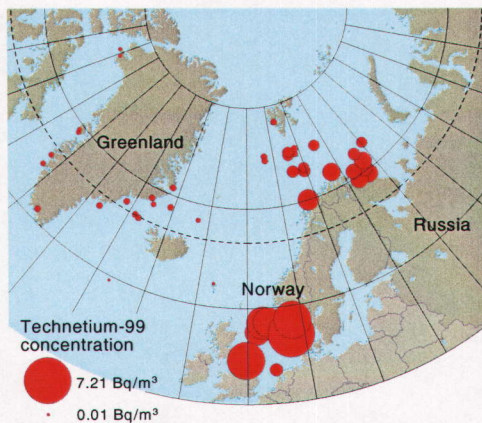 Greenland
Russia
Norway
Technetium-99
concentration
7.21 Bq/m³
0.01 Bq/m³